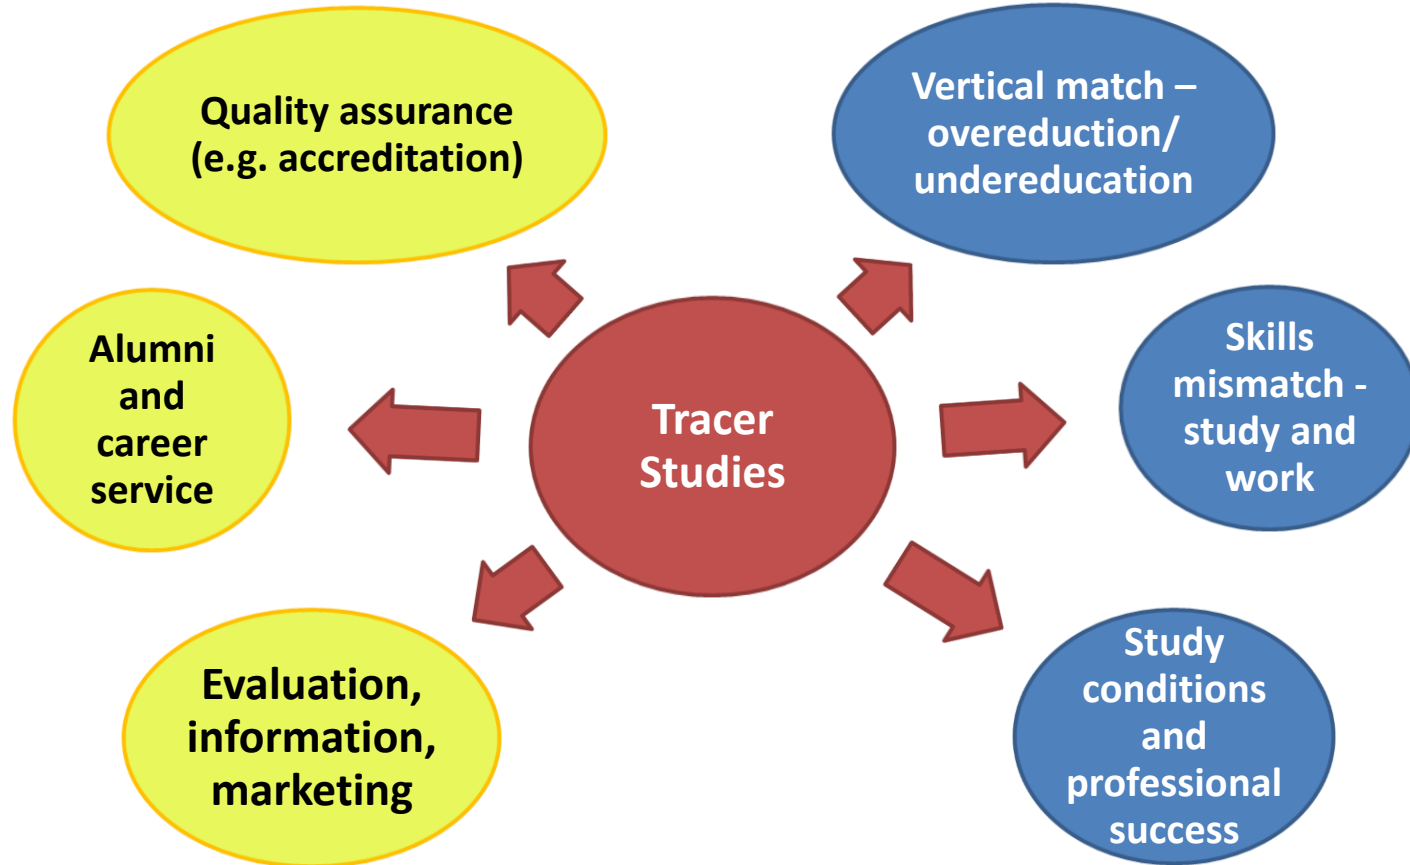 Quality assurance
(e.g. accreditation)
Vertical match –
overeduction/
undereducation
Alumni
and
career
service
Tracer
Studies
Skills
mismatch -
study and
work
Evaluation,
information,
marketing
Study
conditions
and
professional
success